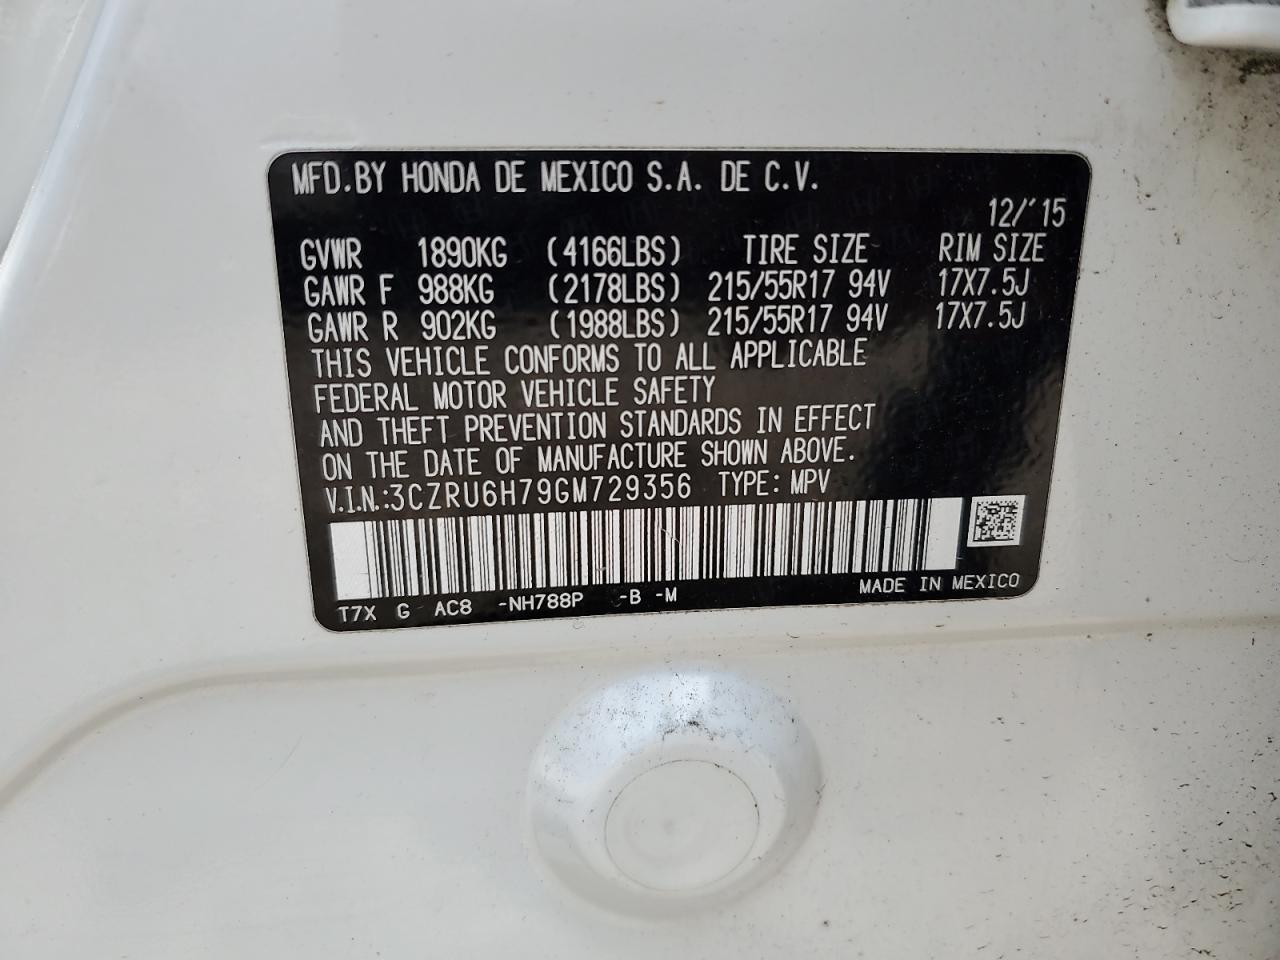 MFD.BY HONDA DE MEXICO S.A. DE C.V.
12/'15
GVWR 1890KG (4166LBS) TIRE SIZE RIM SIZE
GAWR F 988KG (2178LBS) 215/55R17 94V 17X7.5J
GAWR R 902KG (1988LBS) 215/55R17 94V 17X7.5J
THIS VEHICLE CONFORMS TO ALL APPLICABLE
FEDERAL MOTOR VEHICLE SAFETY
AND THEFT PREVENTION STANDARDS IN EFFECT
ON THE DATE OF MANUFACTURE SHOWN ABOVE.
V.I.N.:3CZRU6H79GM729356 TYPE: MPV
T7X G AC8 -NH788P -B -M MADE IN MEXICO